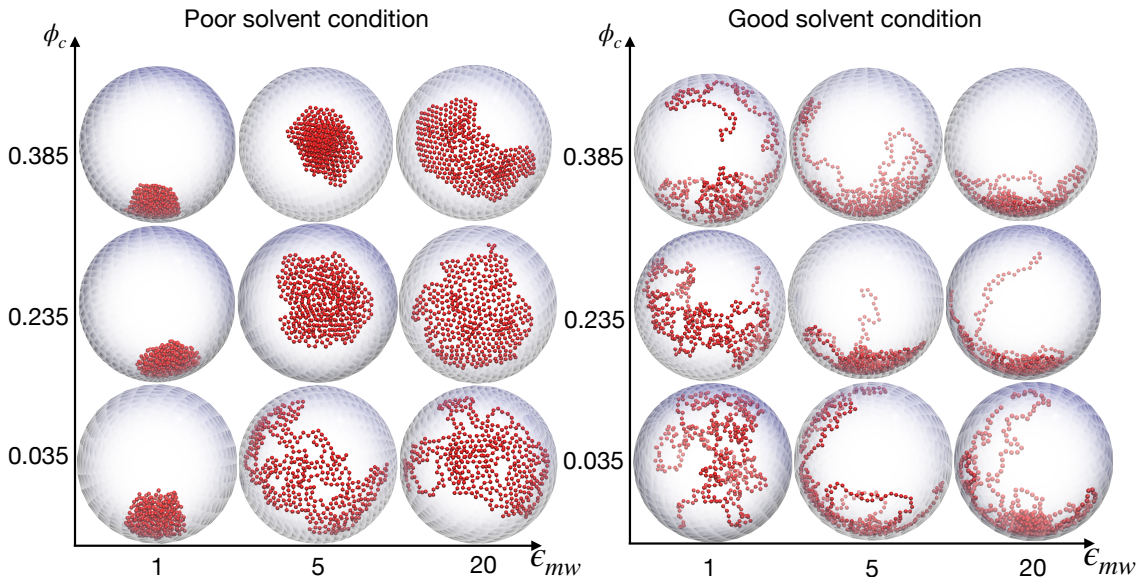 Poor solvent condition
Good solvent condition
ϕc
ϕc
0.385
0.385
0.235
0.235
0.035
0.035
1 5 20 ϵmw
1 5 20 ϵmw